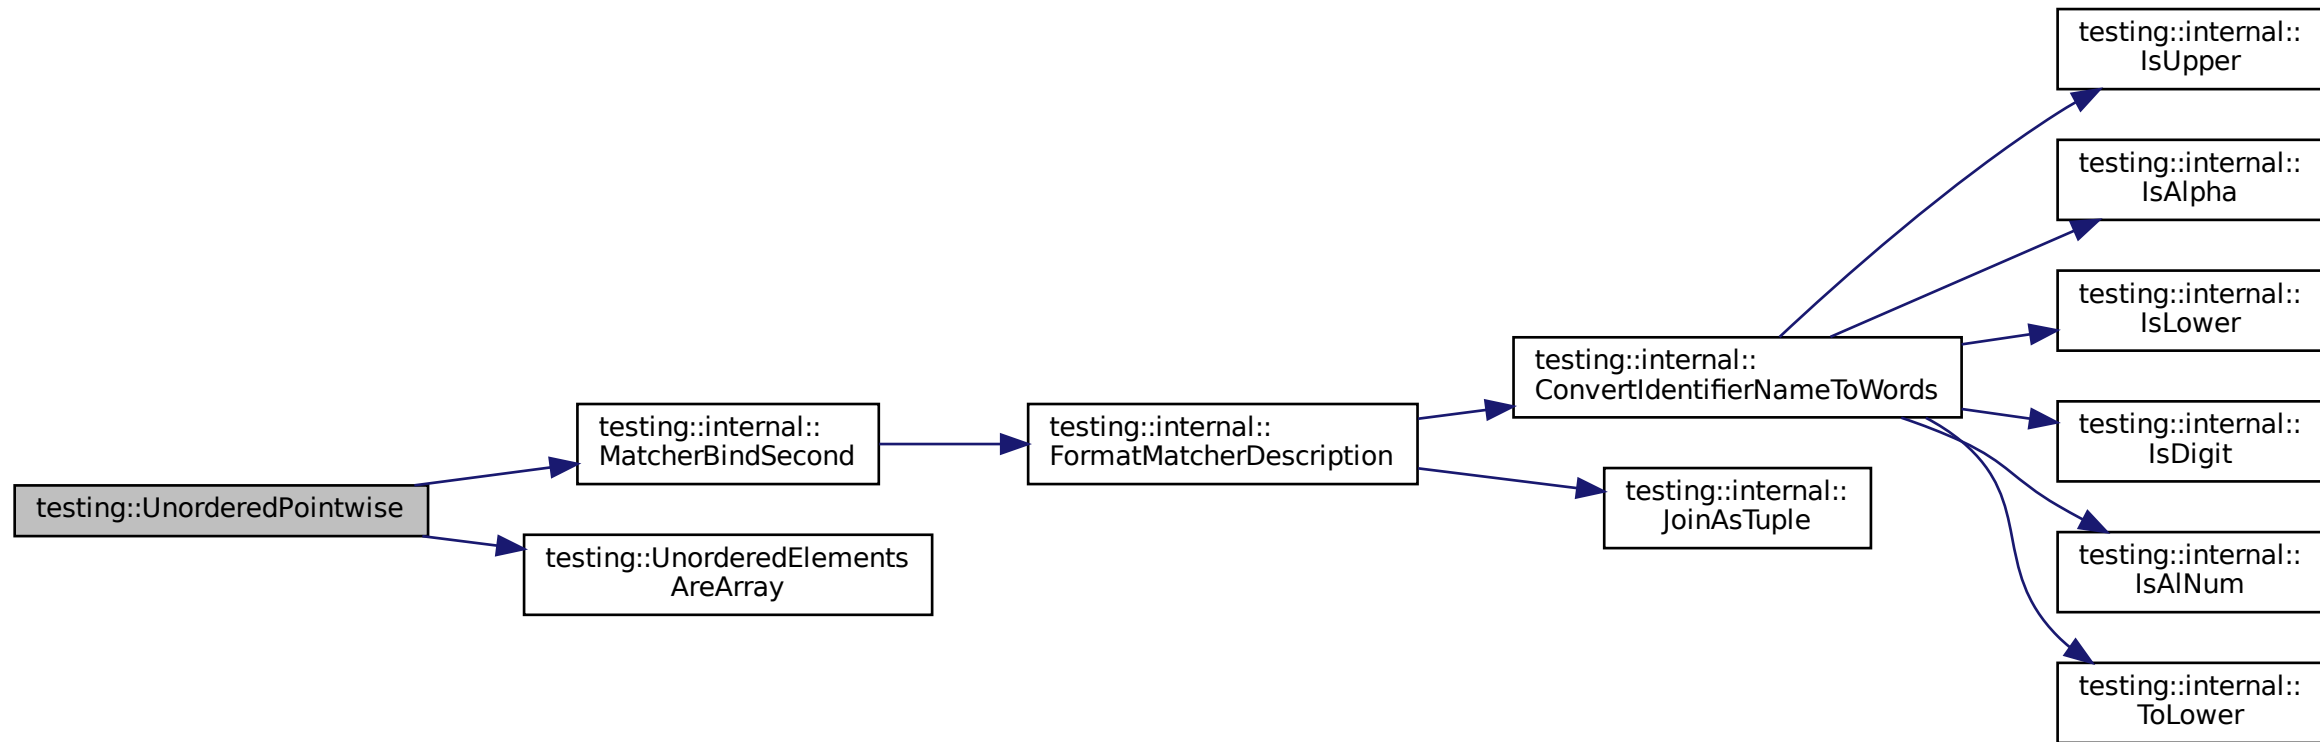 testing::UnorderedPointwise
testing::internal::
MatcherBindSecond
testing::UnorderedElements
AreArray
testing::internal::
FormatMatcherDescription
testing::internal::
ConvertIdentifierNameToWords
testing::internal::
JoinAsTuple
testing::internal::
IsUpper
testing::internal::
IsAlpha
testing::internal::
IsLower
testing::internal::
IsDigit
testing::internal::
IsAlNum
testing::internal::
ToLower